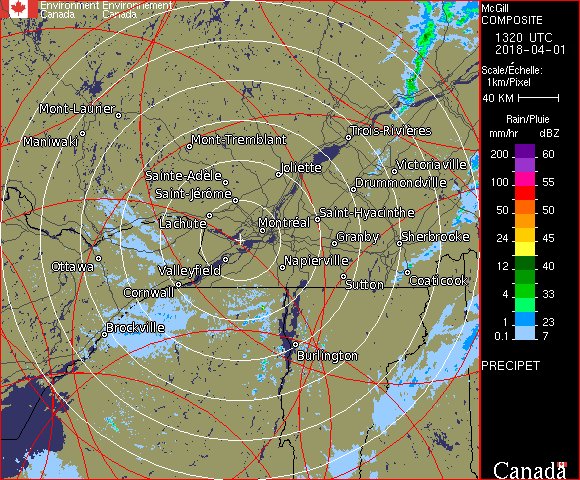 Environment Environnement
Canada Canada
McGill
COMPOSITE
1320 UTC
2018-04-01
Scale/Échelle:
1km/Pixel
40 KM
Rain/Pluie
mm/hr dBZ
200 60
100 55
50 50
24 45
12 40
4 33
2 30
1 23
0.1 7
PRECIPET
Canada
Mont-Laurier
Maniwaki
Mont-Tremblant
Trois-Rivières
Sainte-Adèle
Joliette
Victoriaville
Saint-Jérôme
Drummondville
Lachute
Montréal
Saint-Hyacinthe
Granby
Sherbrooke
Ottawa
Valleyfield
Napierville
Cornwall
Sutton
Coaticook
Brockville
Burlington